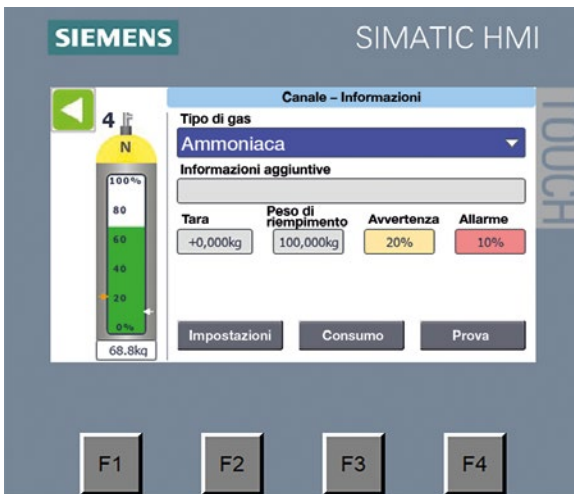 SIEMENS
SIMATIC HMI
TOUCH
Canale – Informazioni
4
Tipo di gas
N
Ammoniaca
Informazioni aggiuntive
100%
80
60
40
20
0%
68.8kg
Tara
Peso di riempimento
Avvertenza
Allarme
+0,000kg
100,000kg
20%
10%
Impostazioni
Consumo
Prova
F1
F2
F3
F4